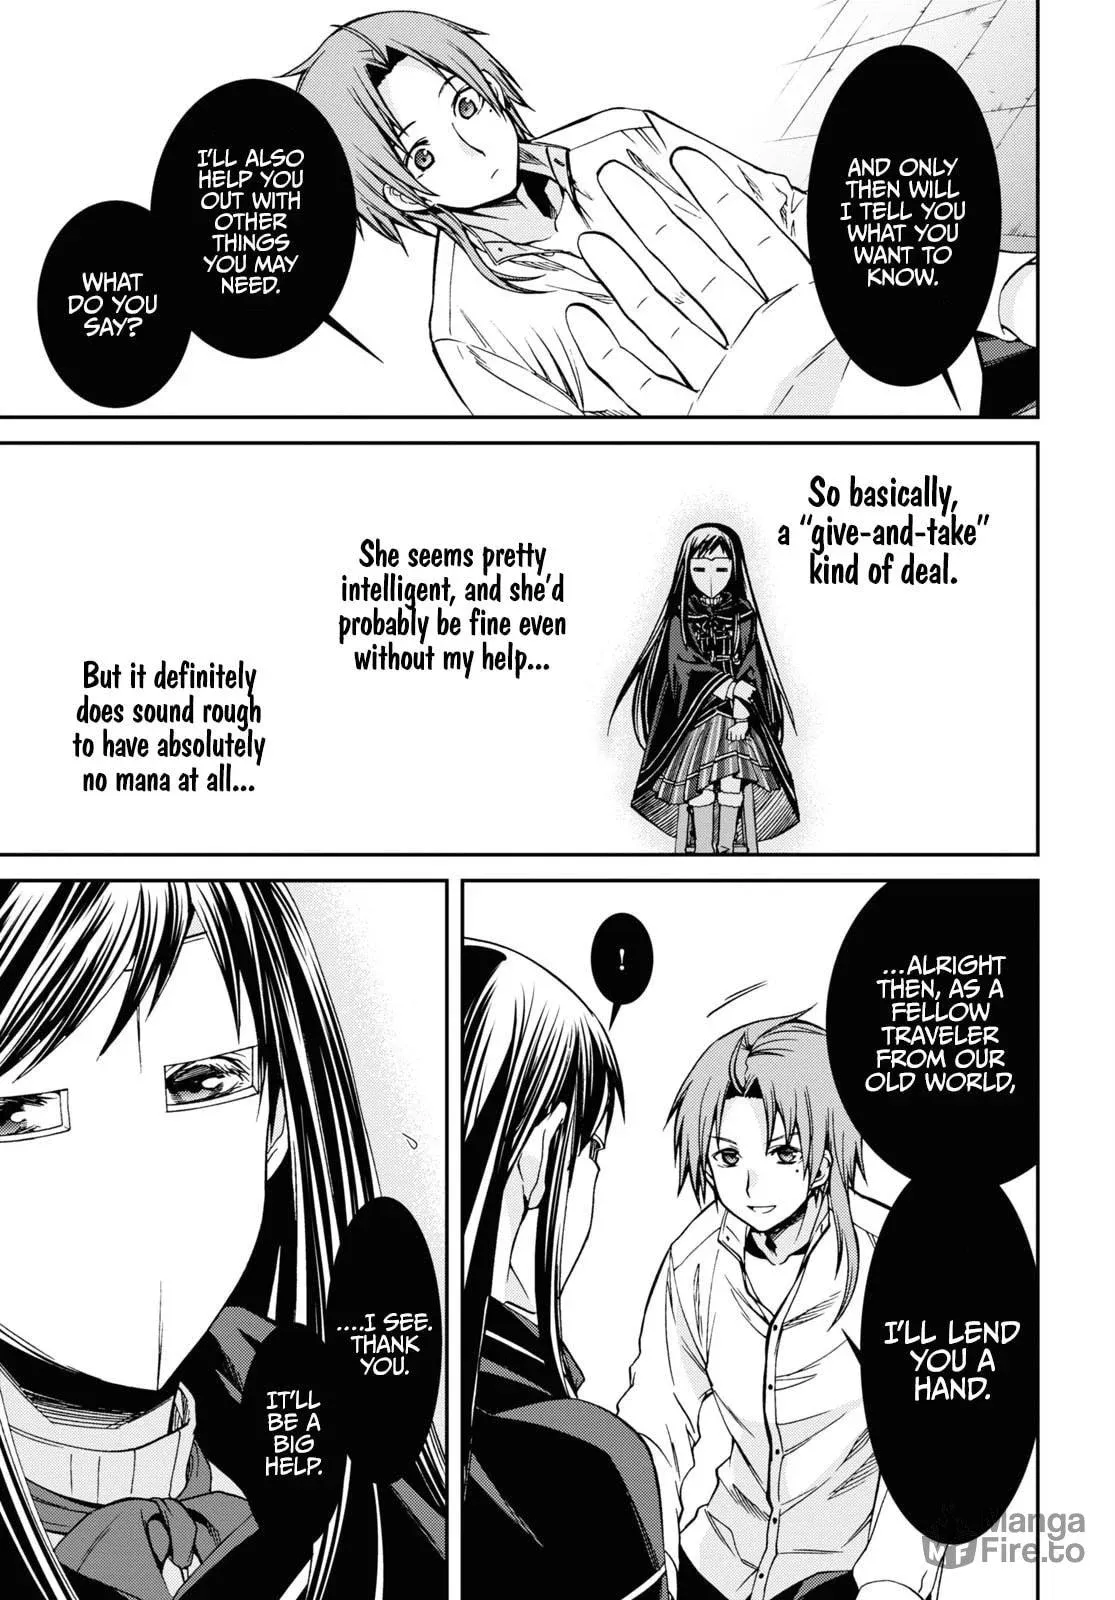 AND ONLY
THEN WILL
I TELL YOU
WHAT YOU
WANT TO
KNOW.
I'LL ALSO
HELP YOU
OUT WITH
OTHER
THINGS
YOU MAY
NEED.
WHAT
DO YOU
SAY?
So basically,
a "give-and-take"
kind of deal.
She seems pretty
intelligent, and she'd
probably be fine even
without my help...
But it definitely
does sound rough
to have absolutely
no mana at all...
...ALRIGHT
THEN, AS A
FELLOW
TRAVELER
FROM OUR
OLD WORLD,
I'LL LEND
YOU A
HAND.
!
....I SEE.
THANK
YOU.
IT'LL
BE A
BIG
HELP.
Manga
Fire.to
MF